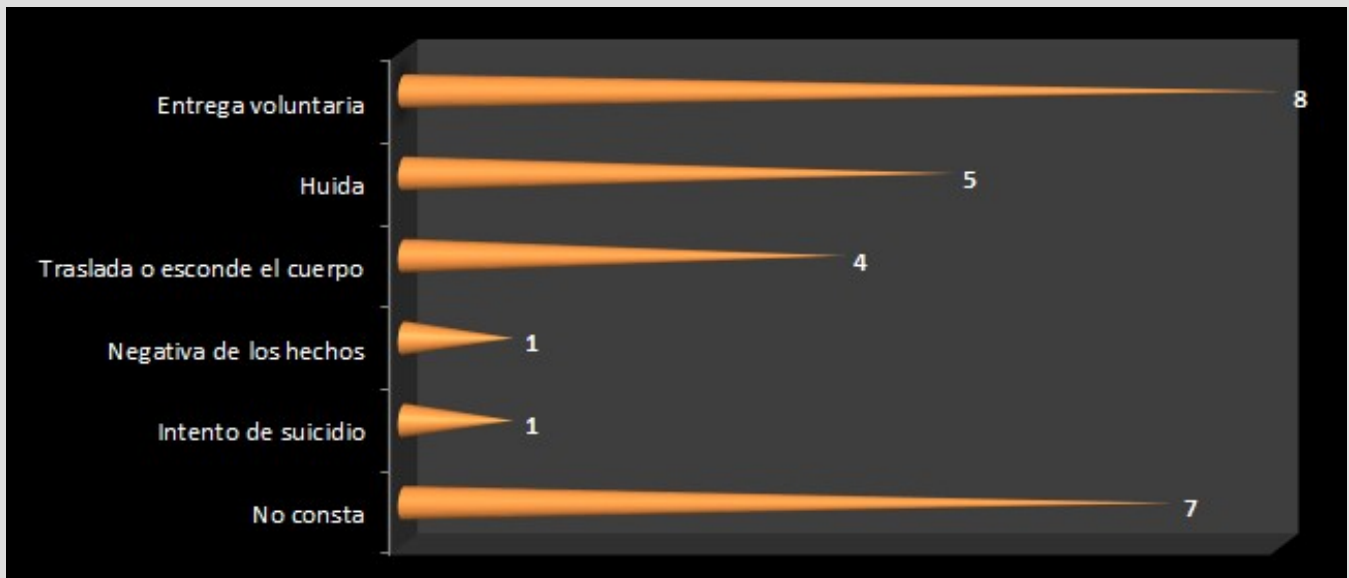 Entrega voluntaria 8
Huida 5
Traslada o esconde el cuerpo 4
Negativa de los hechos 1
Intento de suicidio 1
No consta 7